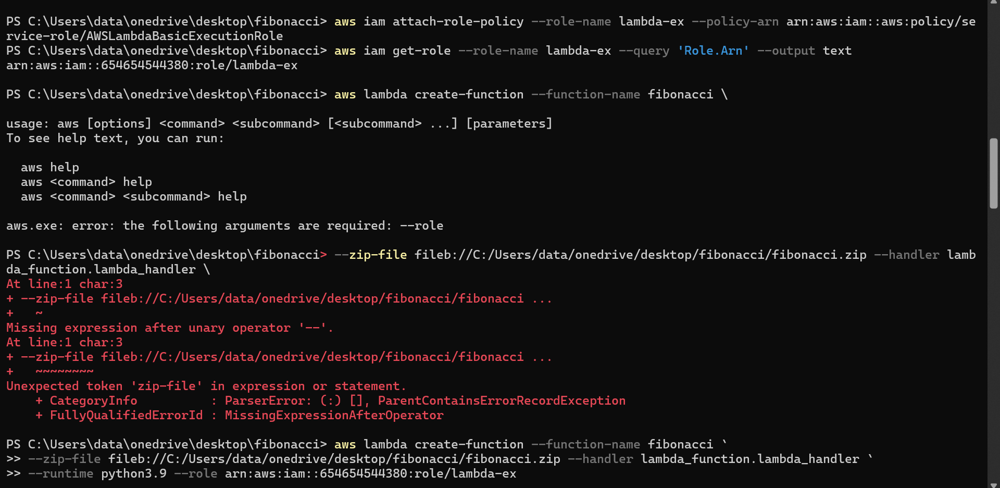 PS C:\Users\data\onedrive\desktop\fibonacci> aws iam attach-role-policy --role-name lambda-ex --policy-arn arn:aws:iam::aws:policy/se
rvice-role/AWSLambdaBasicExecutionRole
PS C:\Users\data\onedrive\desktop\fibonacci> aws iam get-role --role-name lambda-ex --query 'Role.Arn' --output text
arn:aws:iam::654654544380:role/lambda-ex
PS C:\Users\data\onedrive\desktop\fibonacci> aws lambda create-function --function-name fibonacci \
usage: aws [options] <command> <subcommand> [<subcommand> ...] [parameters]
To see help text, you can run:
  aws help
  aws <command> help
  aws <command> <subcommand> help
aws.exe: error: the following arguments are required: --role
PS C:\Users\data\onedrive\desktop\fibonacci> --zip-file fileb://C:/Users/data/onedrive/desktop/fibonacci/fibonacci.zip --handler lamb
da_function.lambda_handler \
At line:1 char:3
+ --zip-file fileb://C:/Users/data/onedrive/desktop/fibonacci/fibonacci ...
+   ~
Missing expression after unary operator '--'.
At line:1 char:3
+ --zip-file fileb://C:/Users/data/onedrive/desktop/fibonacci/fibonacci ...
+   ~~~~~~~~
Unexpected token 'zip-file' in expression or statement.
    + CategoryInfo          : ParserError: (:) [], ParentContainsErrorRecordException
    + FullyQualifiedErrorId : MissingExpressionAfterOperator
PS C:\Users\data\onedrive\desktop\fibonacci> aws lambda create-function --function-name fibonacci `
>> --zip-file fileb://C:/Users/data/onedrive/desktop/fibonacci/fibonacci.zip --handler lambda_function.lambda_handler `
>> --runtime python3.9 --role arn:aws:iam::654654544380:role/lambda-ex